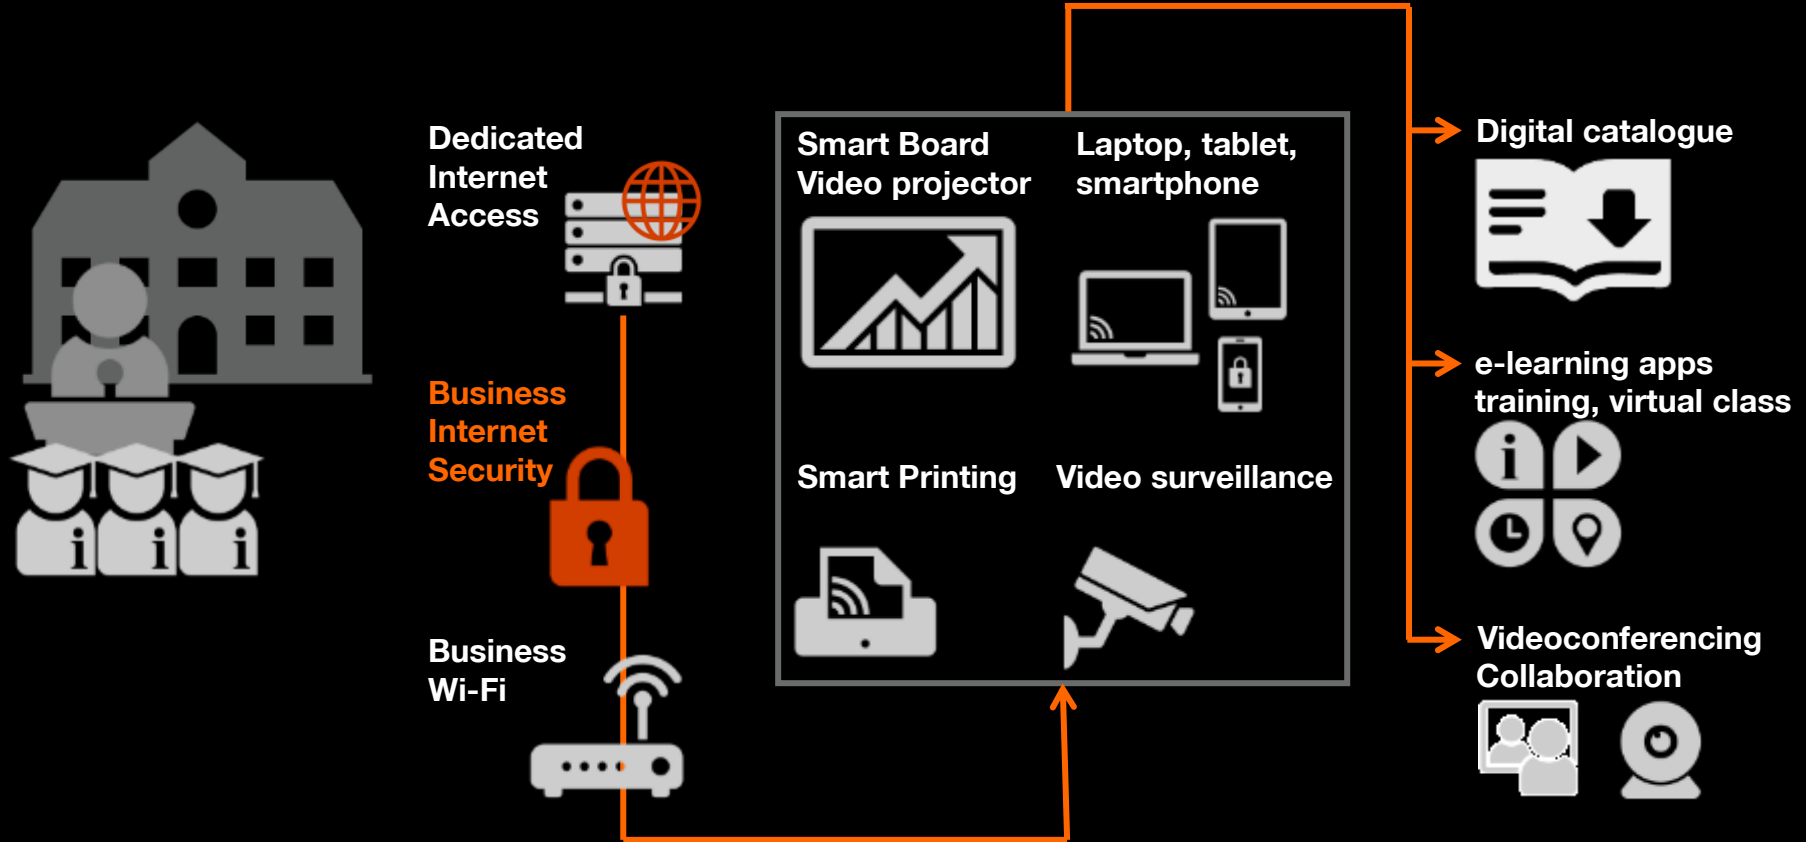 Dedicated
Internet
Access
Business
Internet
Security
Business
Wi-Fi
Smart Board
Video projector
Laptop, tablet,
smartphone
Smart Printing
Video surveillance
Digital catalogue
e-learning apps
training, virtual class
Videoconferencing
Collaboration
i
i
i
i